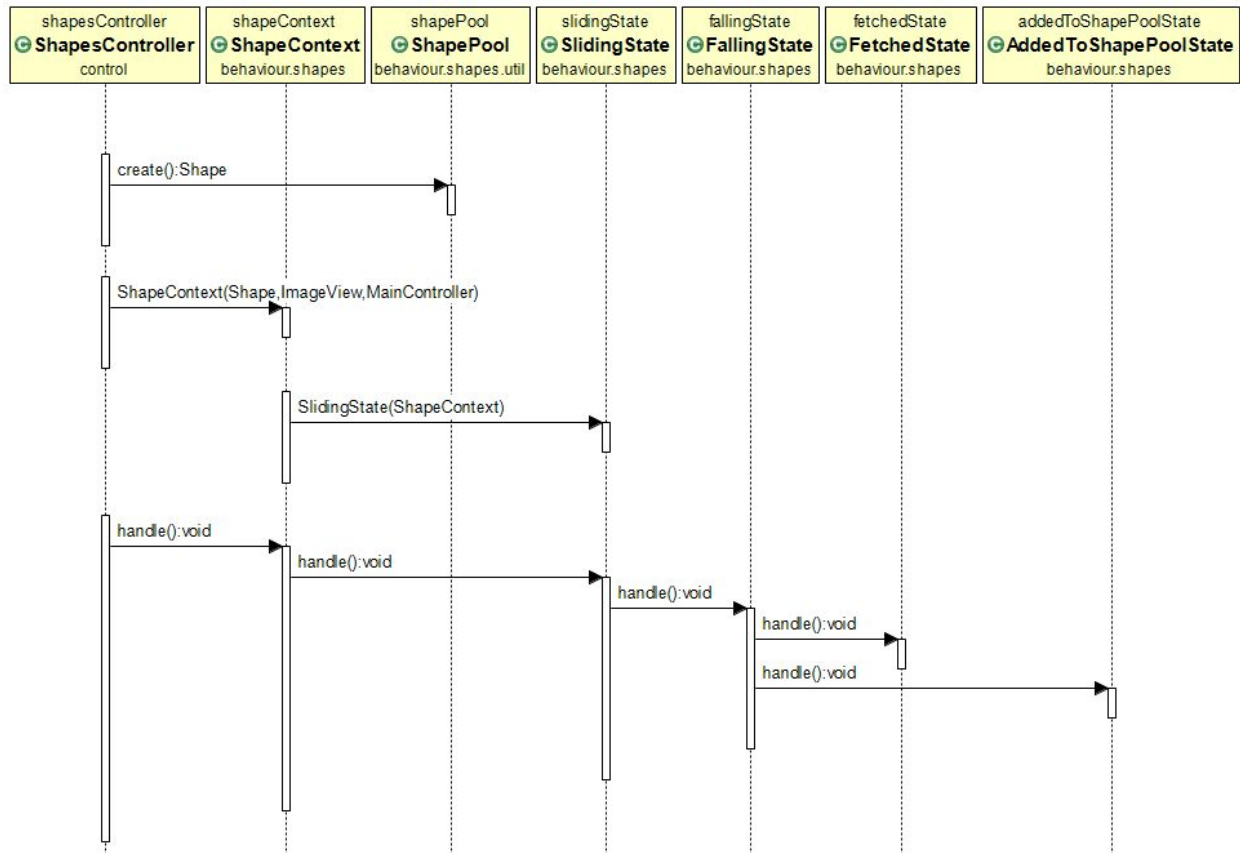 shapesController
ShapesController
control
shapeContext
ShapeContext
behaviour.shapes
shapePool
ShapePool
behaviour.shapes.util
slidingState
SlidingState
behaviour.shapes
fallingState
FallingState
behaviour.shapes
fetchedState
FetchedState
behaviour.shapes
addedToShapePoolState
AddedToShapePoolState
behaviour.shapes
create():Shape
ShapeContext(Shape,ImageView,MainController)
SlidingState(ShapeContext)
handle():void
handle():void
handle():void
handle():void
handle():void